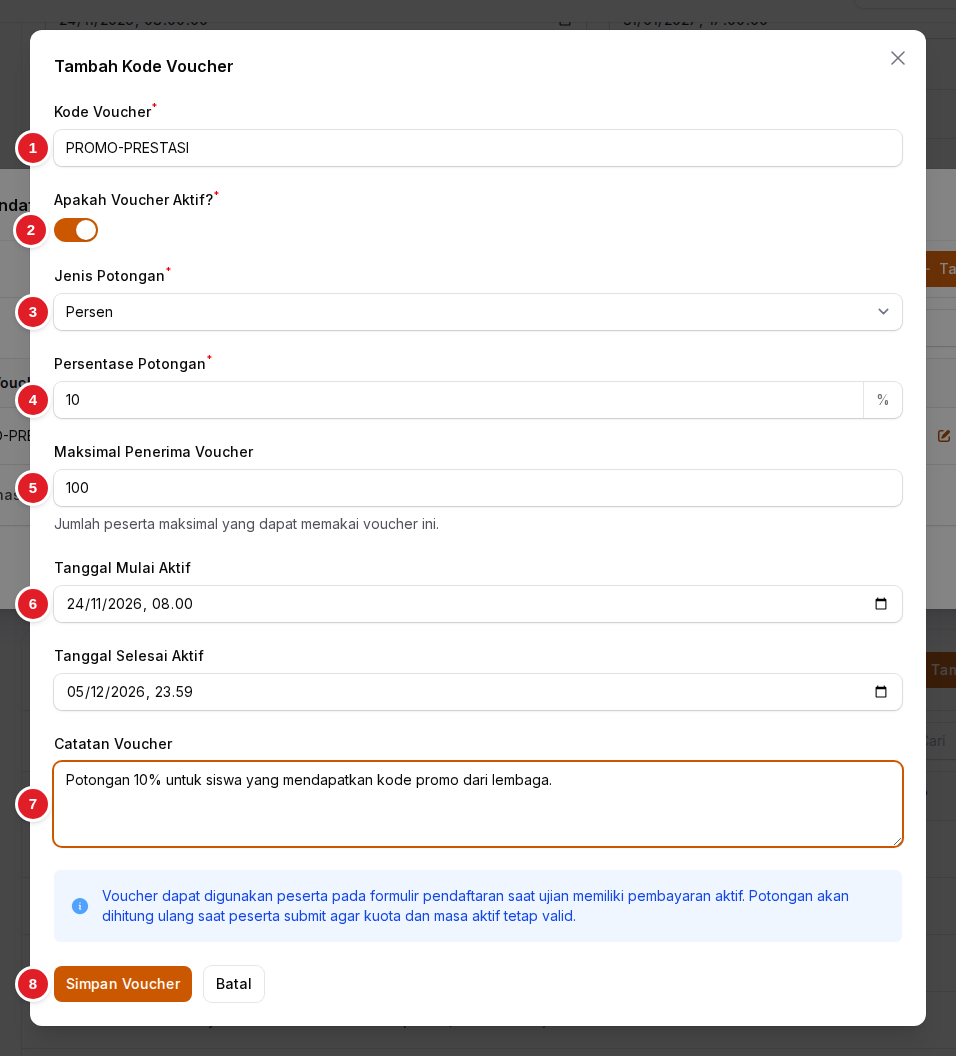 Tambah Kode Voucher
Kode Voucher*
1
PROMO-PRESTASI
Apakah Voucher Aktif?*
2
Jenis Potongan*
3
Persen
Persentase Potongan*
4
10
%
Maksimal Penerima Voucher
5
100
Jumlah peserta maksimal yang dapat memakai voucher ini.
Tanggal Mulai Aktif
6
24/11/2026, 08.00
Tanggal Selesai Aktif
05/12/2026, 23.59
Catatan Voucher
7
Potongan 10% untuk siswa yang mendapatkan kode promo dari lembaga.
Voucher dapat digunakan peserta pada formulir pendaftaran saat ujian memiliki pembayaran aktif. Potongan akan
dihitung ulang saat peserta submit agar kuota dan masa aktif tetap valid.
8
Simpan Voucher
Batal